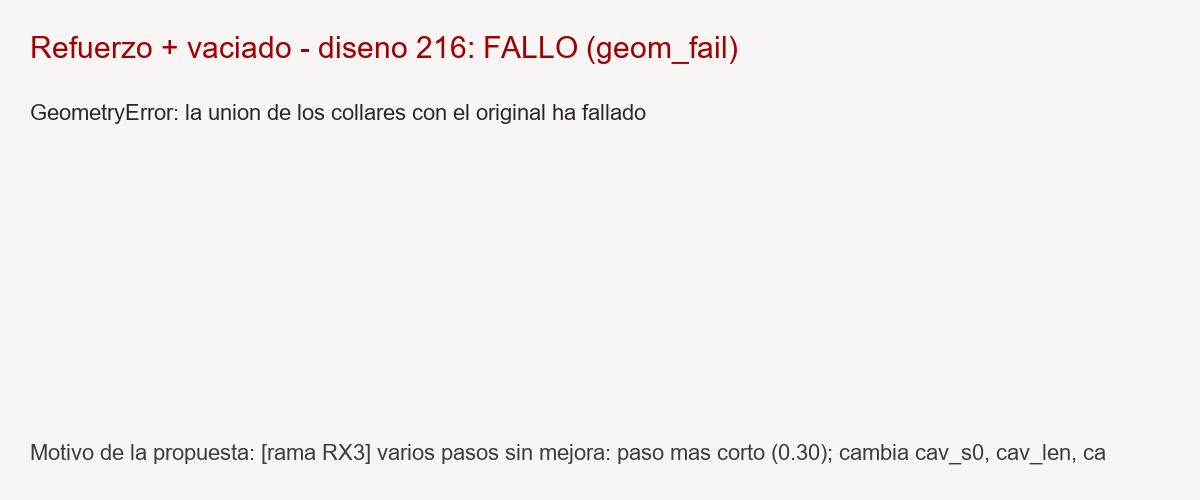 Refuerzo + vaciado - diseno 216: FALLO (geom_fail)
GeometryError: la union de los collares con el original ha fallado
Motivo de la propuesta: [rama RX3] varios pasos sin mejora: paso mas corto (0.30); cambia cav_s0, cav_len, ca